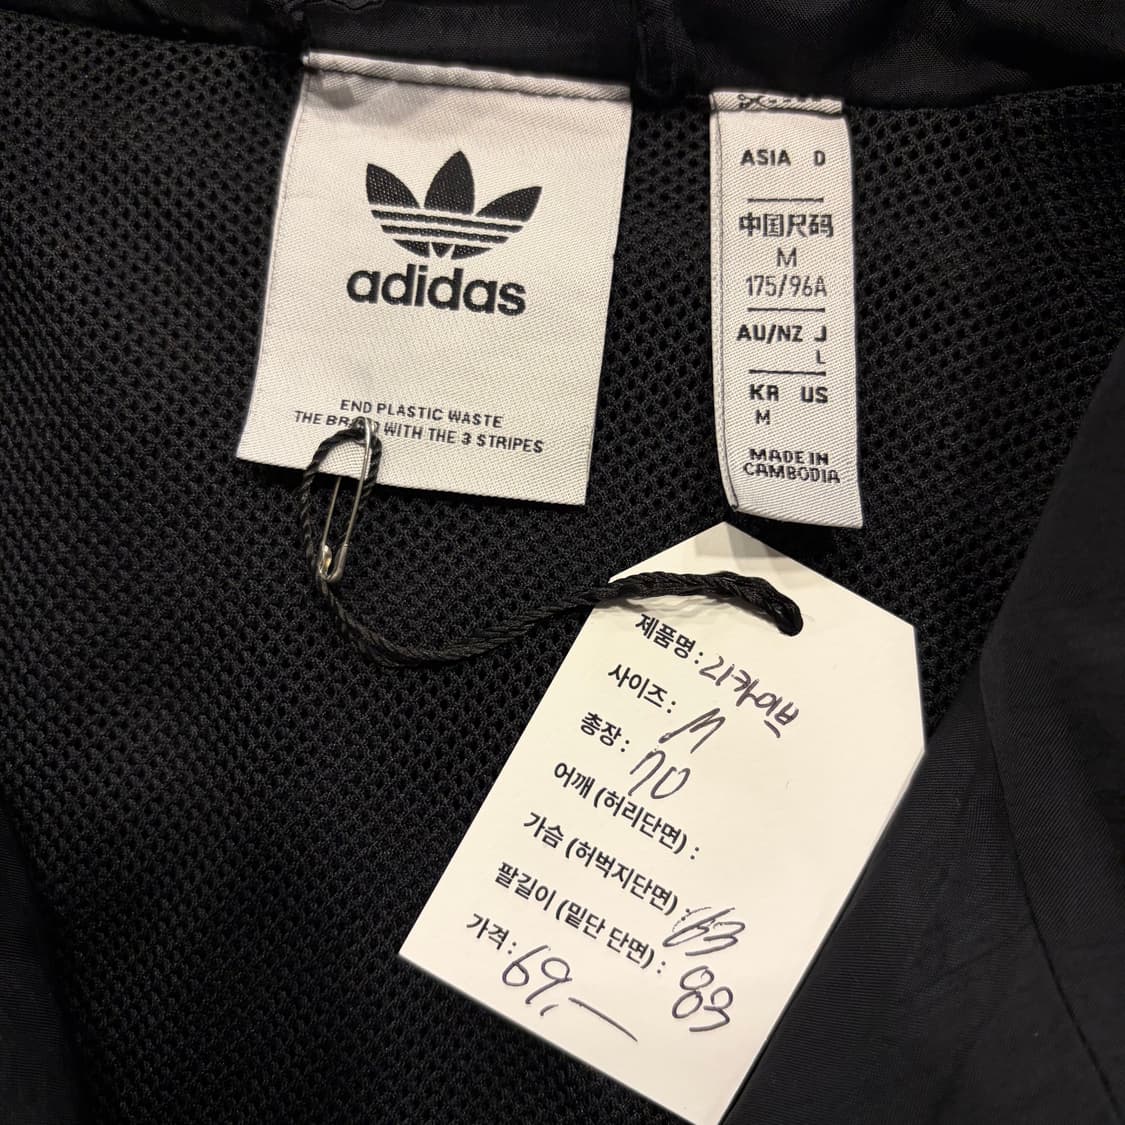 adidas
END PLASTIC WASTE
THE BRAND WITH THE 3 STRIPES
ASIA D
中国尺码
M
175/96A
AU/NZ J
L
KR US
M
MADE IN
CAMBODIA
제품명 : 리카이브
사이즈 : M
총장 : 70
어깨 (허리단면) :
가슴 (허벅지단면) : 63
팔길이 (밑단 단면) : 83
가격 : 69,—